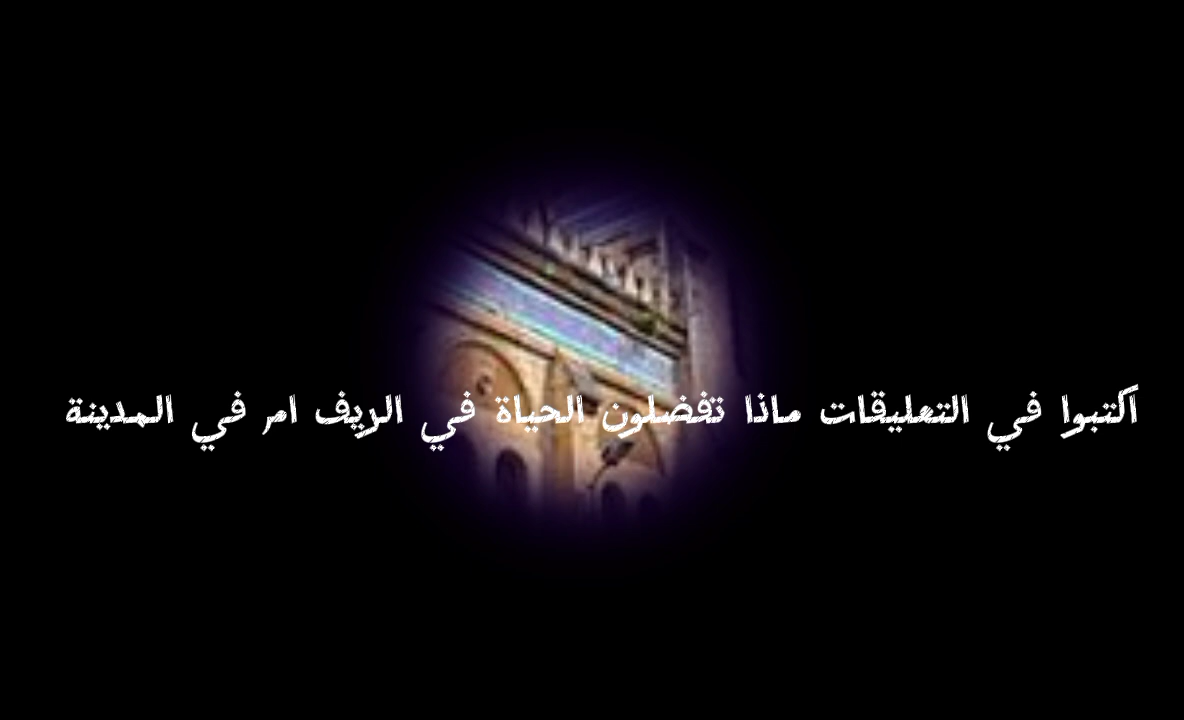 اكتبوا في التعليقات ماذا تفضلون الحياة في الريف ام في المدينة